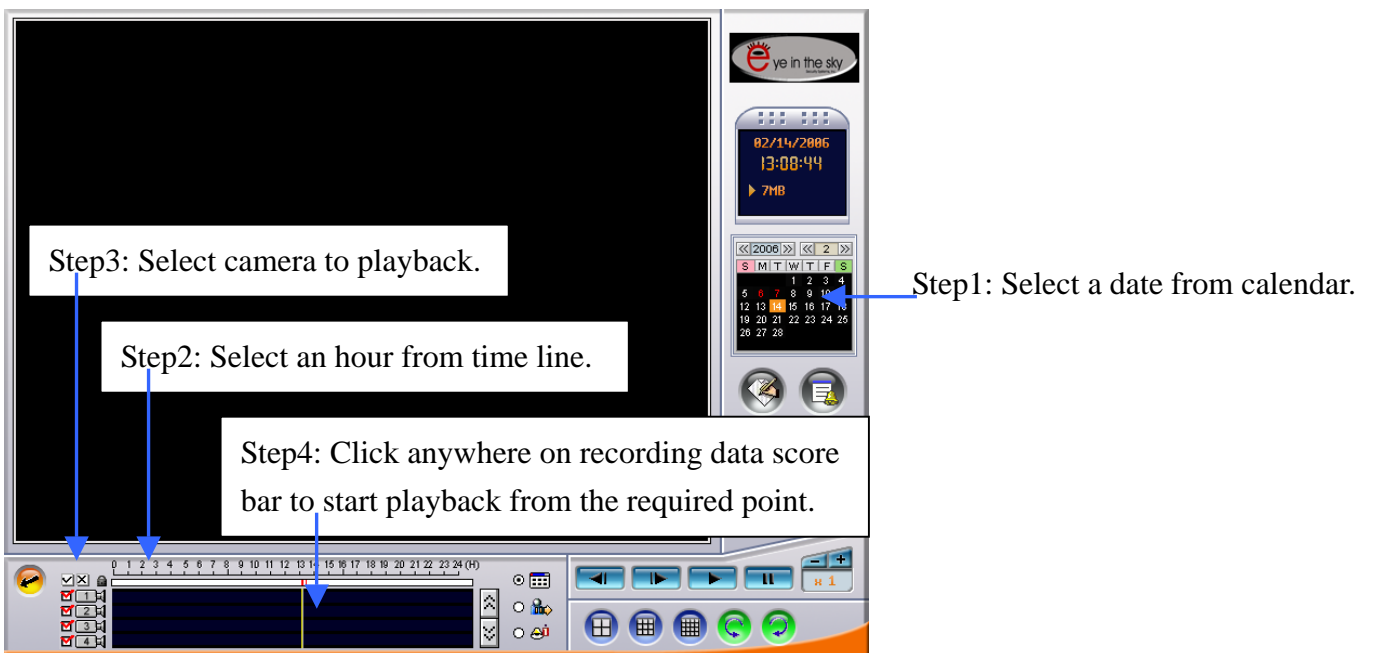 eye in the sky
02/14/2006
13:08:44
7MB
Step3: Select camera to playback.
2006 2
S M T W T F S
1 2 3 4
5 6 7 8 9 10
12 13 14 15 16 17 18
19 20 21 22 23 24 25
26 27 28
Step1: Select a date from calendar.
Step2: Select an hour from time line.
Step4: Click anywhere on recording data score
bar to start playback from the required point.
0 1 2 3 4 5 6 7 8 9 10 11 12 13 14 15 16 17 18 19 20 21 22 23 24 (H)
x 1
1
2
3
4